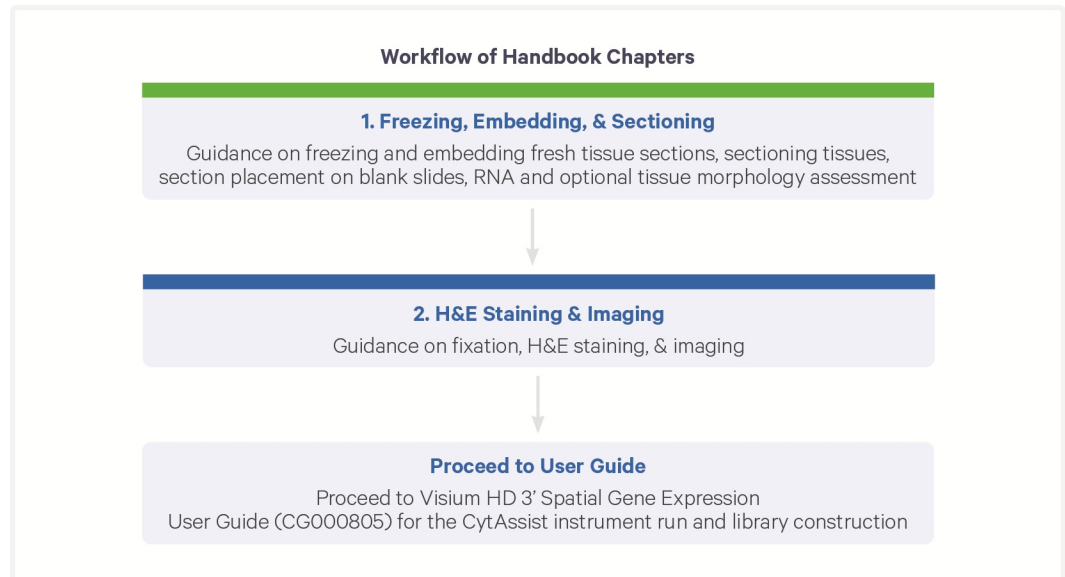 Workflow of Handbook Chapters
1. Freezing, Embedding, & Sectioning
Guidance on freezing and embedding fresh tissue sections, sectioning tissues,
section placement on blank slides, RNA and optional tissue morphology assessment
2. H&E Staining & Imaging
Guidance on fixation, H&E staining, & imaging
Proceed to User Guide
Proceed to Visium HD 3’ Spatial Gene Expression
User Guide (CG000805) for the CytAssist instrument run and library construction